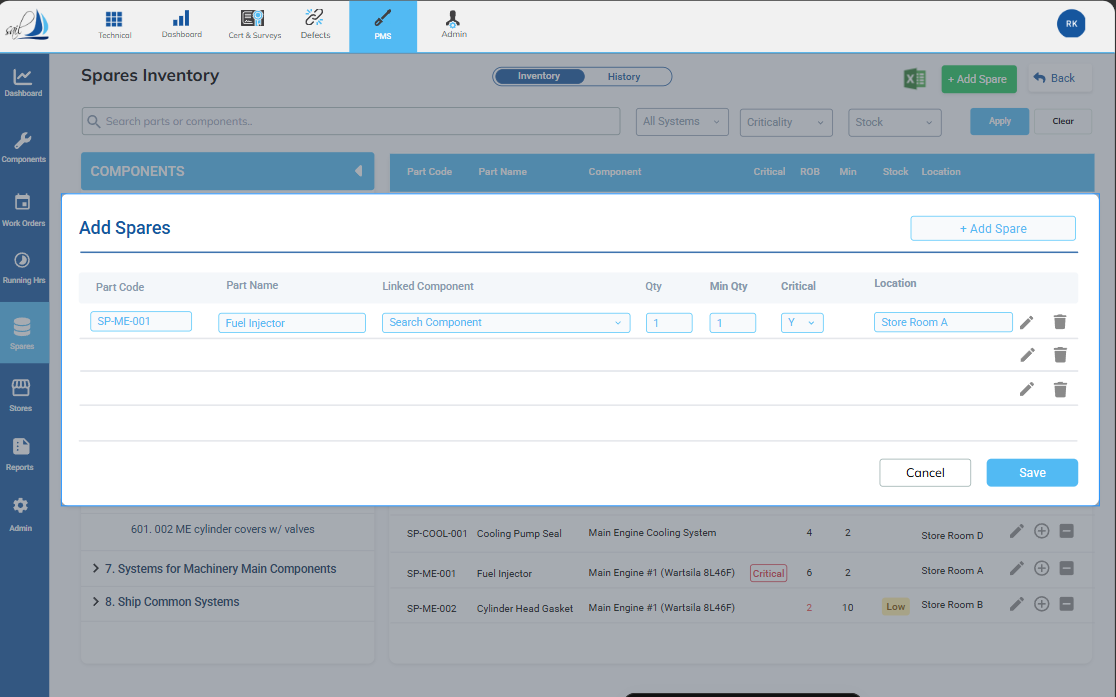 sail
Technical
Dashboard
Cert & Surveys
Defects
PMS
Admin
RK
Dashboard
Components
Work Orders
Running Hrs
Spares
Stores
Reports
Admin
Spares Inventory
Inventory
History
+ Add Spare
Back
Search parts or components..
All Systems
Criticality
Stock
Apply
Clear
COMPONENTS
Part Code Part Name Component Critical ROB Min Stock Location
Add Spares
+ Add Spare
Part Code Part Name Linked Component Qty Min Qty Critical Location
SP-ME-001 Fuel Injector Search Component 1 1 Y Store Room A
Cancel
Save
601. 002 ME cylinder covers w/ valves
7. Systems for Machinery Main Components
8. Ship Common Systems
SP-COOL-001 Cooling Pump Seal Main Engine Cooling System 4 2 Store Room D
SP-ME-001 Fuel Injector Main Engine #1 (Wartsila 8L46F) Critical 6 2 Store Room A
SP-ME-002 Cylinder Head Gasket Main Engine #1 (Wartsila 8L46F) 2 10 Low Store Room B